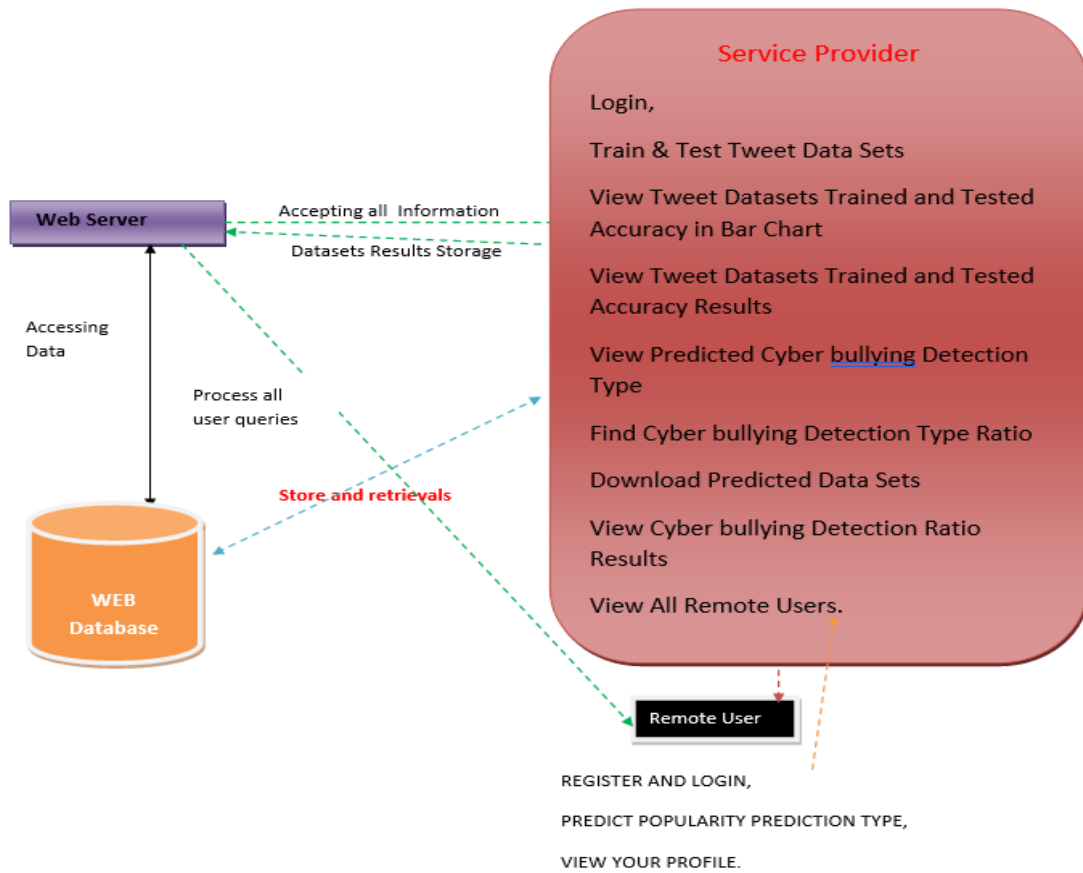 Service Provider
Login,
Train & Test Tweet Data Sets
View Tweet Datasets Trained and Tested
Accuracy in Bar Chart
View Tweet Datasets Trained and Tested
Accuracy Results
View Predicted Cyber bullying Detection
Type
Find Cyber bullying Detection Type Ratio
Download Predicted Data Sets
View Cyber bullying Detection Ratio
Results
View All Remote Users.
Web Server
Accepting all Information
Datasets Results Storage
Accessing
Data
Process all
user queries
Store and retrievals
WEB
Database
Remote User
REGISTER AND LOGIN,
PREDICT POPULARITY PREDICTION TYPE,
VIEW YOUR PROFILE.